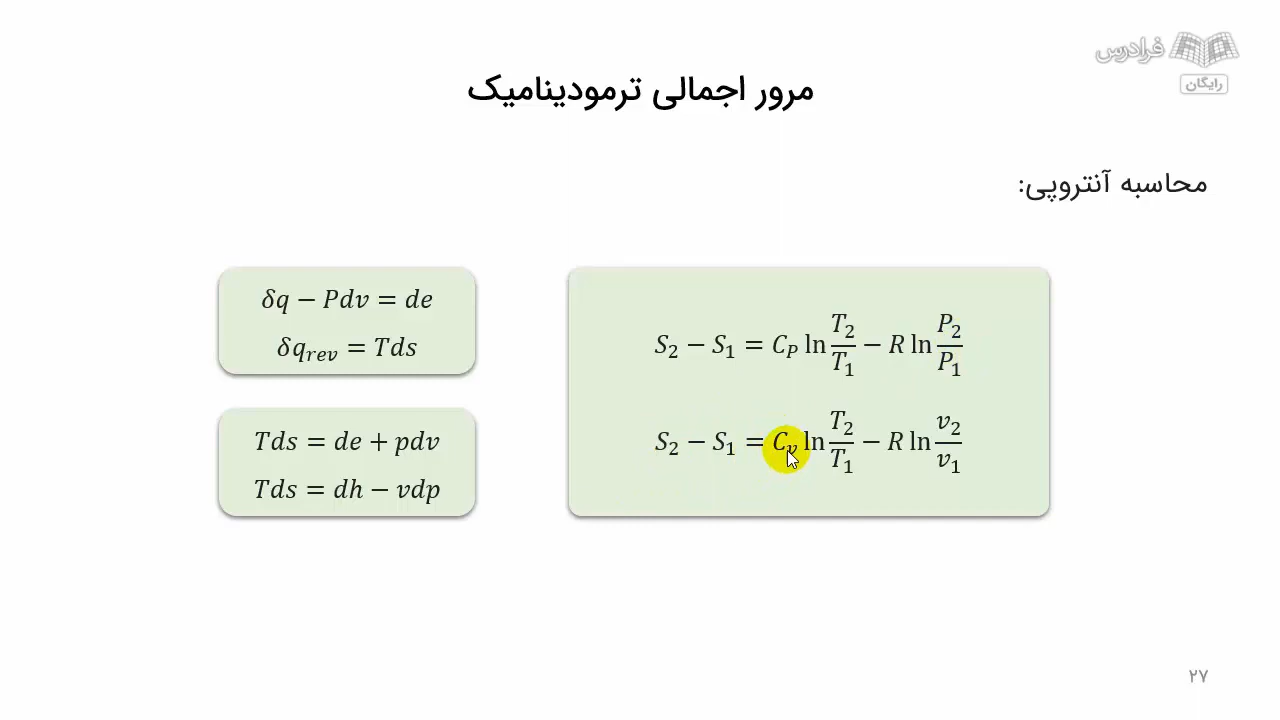 فرادرس
رایگان
مرور اجمالی ترمودینامیک
محاسبه آنتروپی:
δq − Pdv = de
δq_rev = Tds
Tds = de + pdv
Tds = dh − vdp
S₂ − S₁ = C_P ln T₂/T₁ − R ln P₂/P₁
S₂ − S₁ = C_v ln T₂/T₁ − R ln v₂/v₁
۲۷